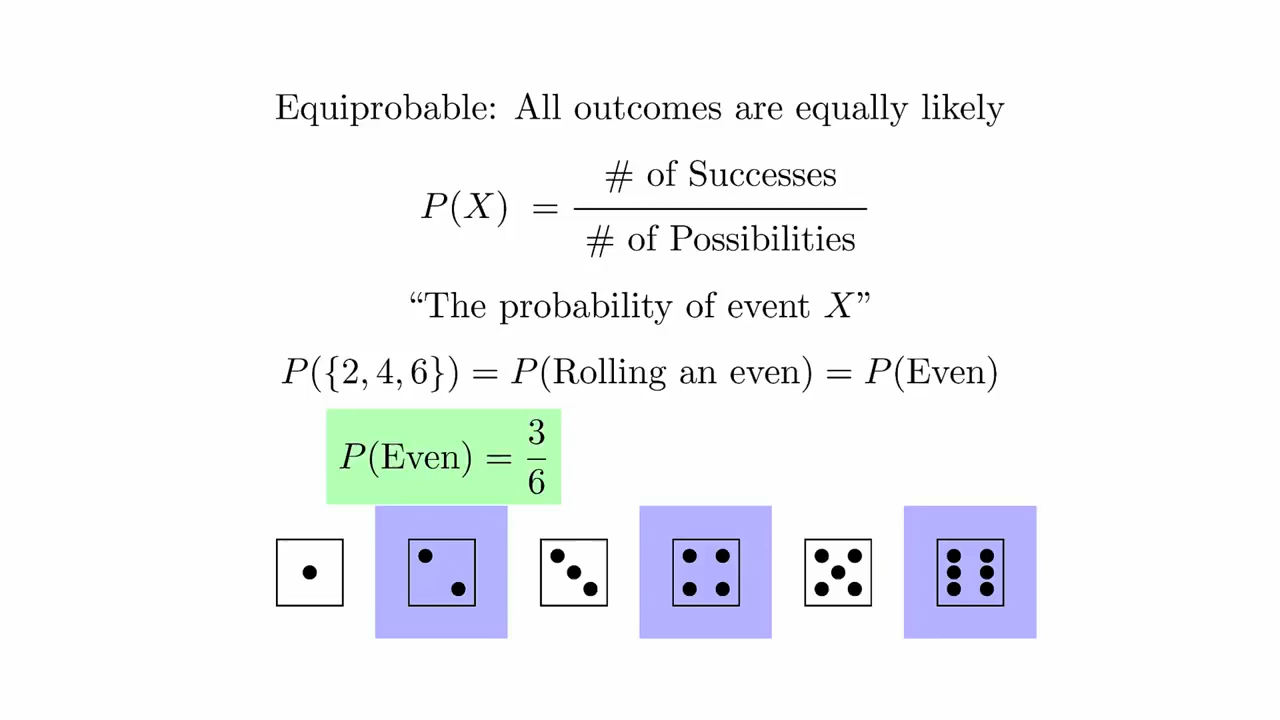 Equiprobable: All outcomes are equally likely
P(X) = # of Successes / # of Possibilities
“The probability of event X”
P({2, 4, 6}) = P(Rolling an even) = P(Even)
P(Even) = 3/6